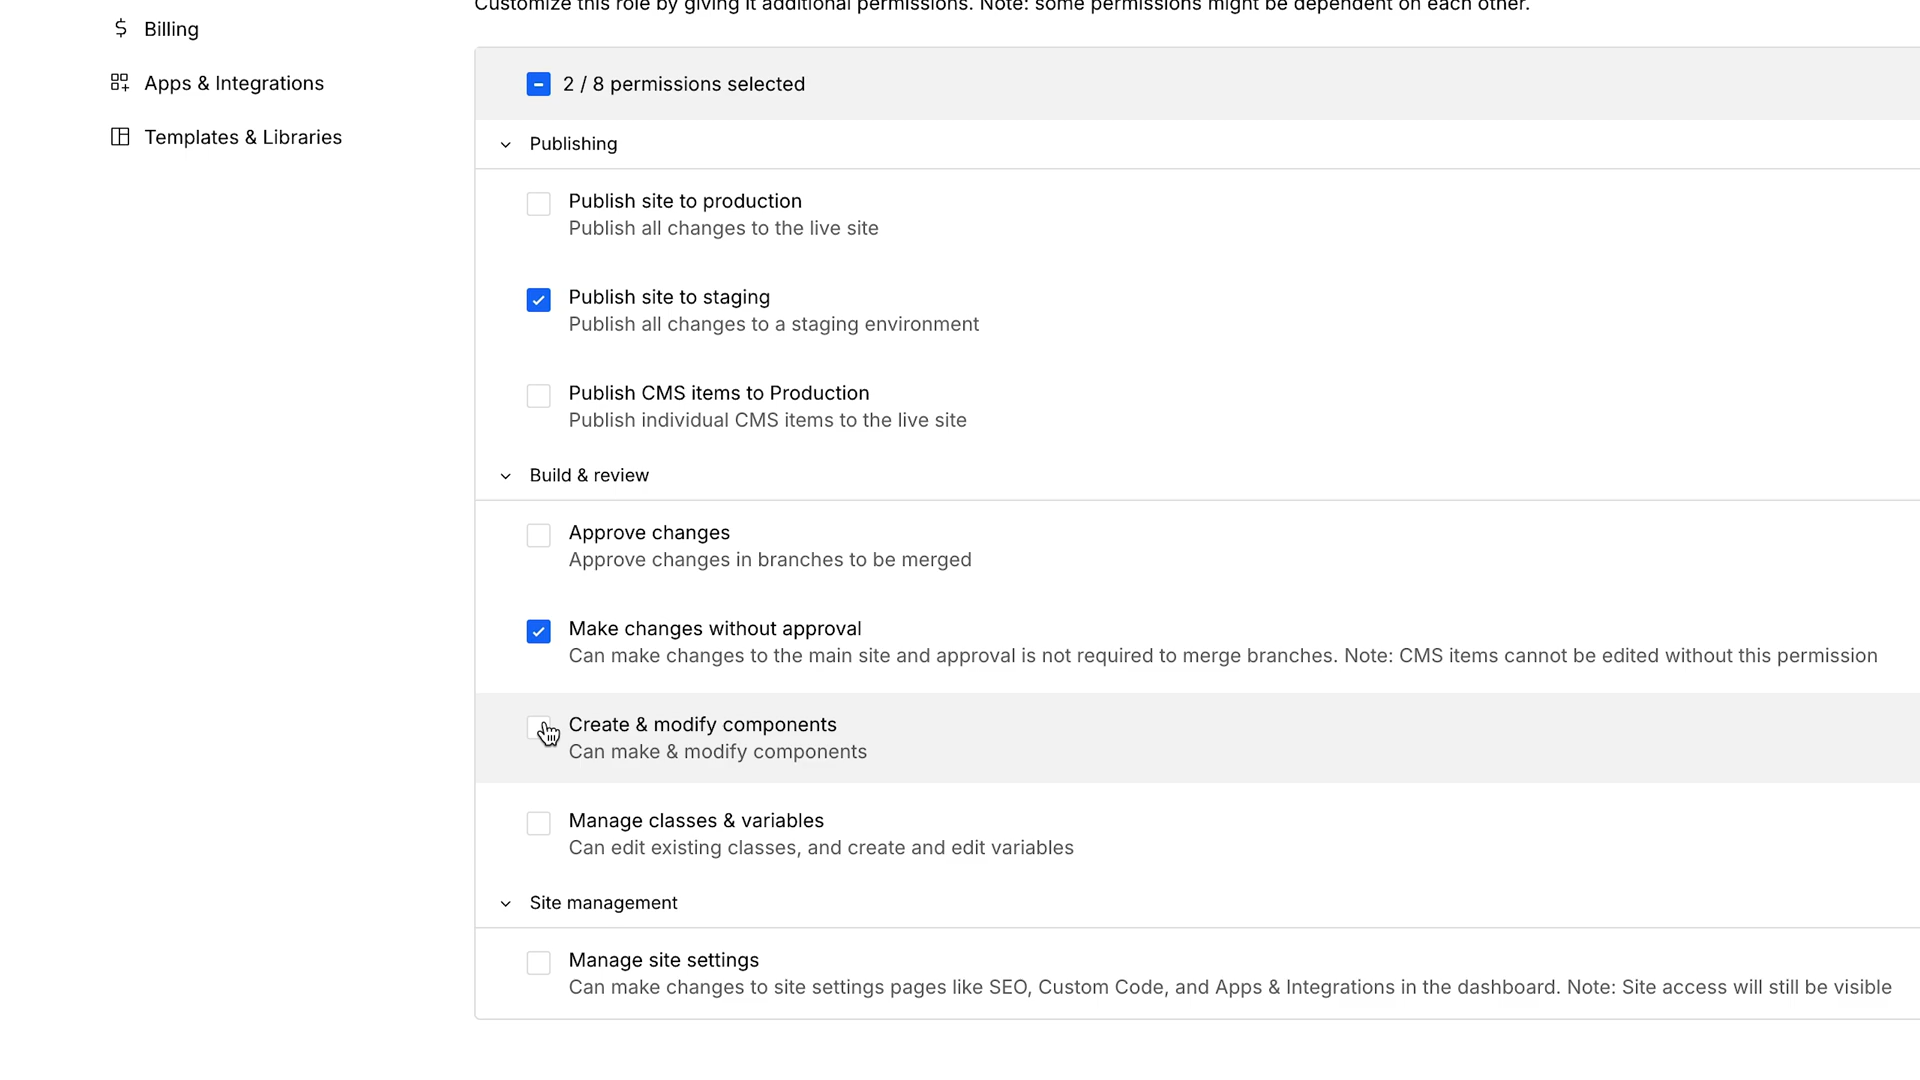 Customize this role by giving it additional permissions. Note: some permissions might be dependent on each other.
Billing
Apps & Integrations
Templates & Libraries
2 / 8 permissions selected
Publishing
Publish site to production
Publish all changes to the live site
Publish site to staging
Publish all changes to a staging environment
Publish CMS items to Production
Publish individual CMS items to the live site
Build & review
Approve changes
Approve changes in branches to be merged
Make changes without approval
Can make changes to the main site and approval is not required to merge branches. Note: CMS items cannot be edited without this permission
Create & modify components
Can make & modify components
Manage classes & variables
Can edit existing classes, and create and edit variables
Site management
Manage site settings
Can make changes to site settings pages like SEO, Custom Code, and Apps & Integrations in the dashboard. Note: Site access will still be visible